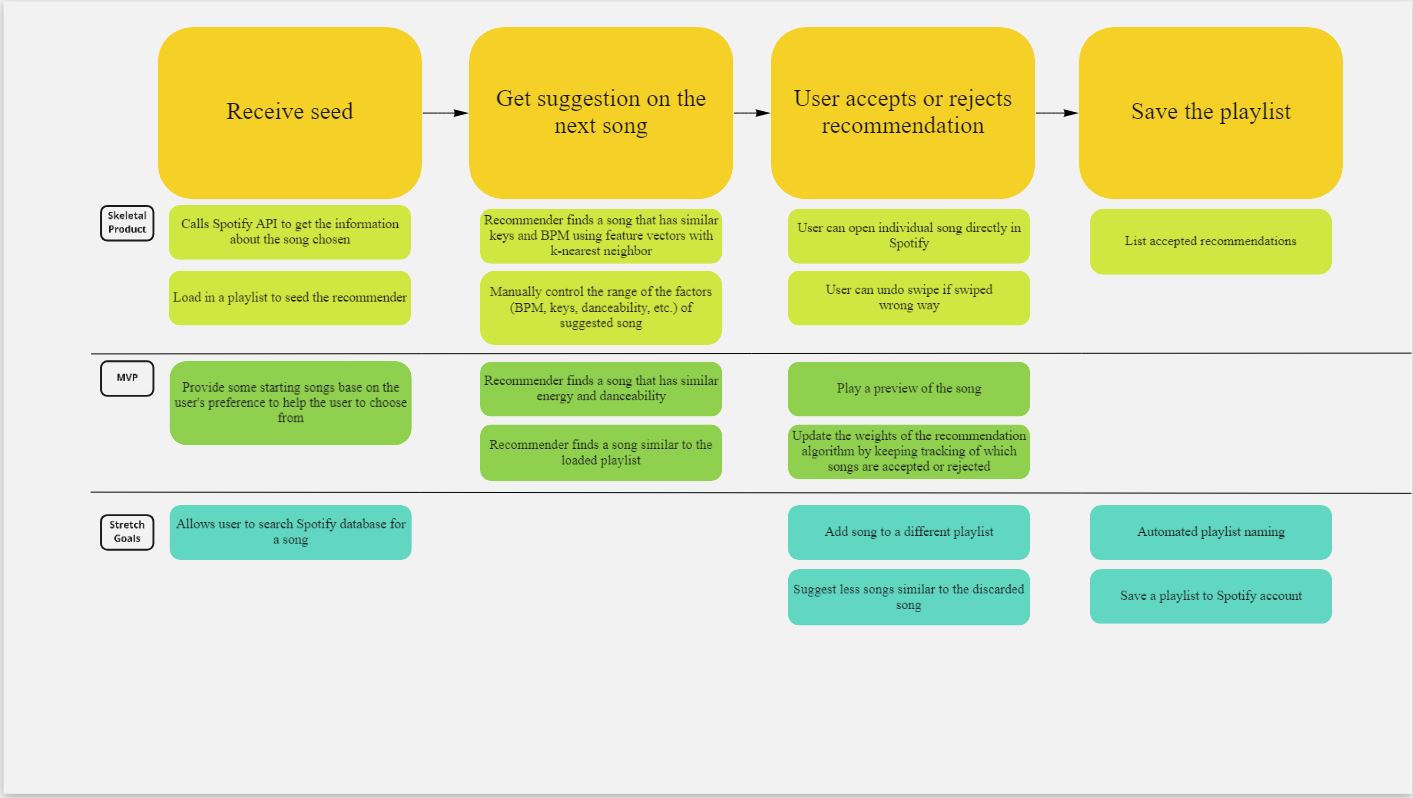 Receive seed
Get suggestion on the
next song
User accepts or rejects
recommendation
Save the playlist
Skeletal
Product
Calls Spotify API to get the information
about the song chosen
Load in a playlist to seed the recommender
Recommender finds a song that has similar
keys and BPM using feature vectors with
k-nearest neighbor
Manually control the range of the factors
(BPM, keys, danceability, etc.) of
suggested song
User can open individual song directly in
Spotify
User can undo swipe if swiped
wrong way
List accepted recommendations
MVP
Provide some starting songs base on the
user's preference to help the user to choose
from
Recommender finds a song that has similar
energy and danceability
Recommender finds a song similar to the
loaded playlist
Play a preview of the song
Update the weights of the recommendation
algorithm by keeping tracking of which
songs are accepted or rejected
Stretch
Goals
Allows user to search Spotify database for
a song
Add song to a different playlist
Suggest less songs similar to the discarded
song
Automated playlist naming
Save a playlist to Spotify account